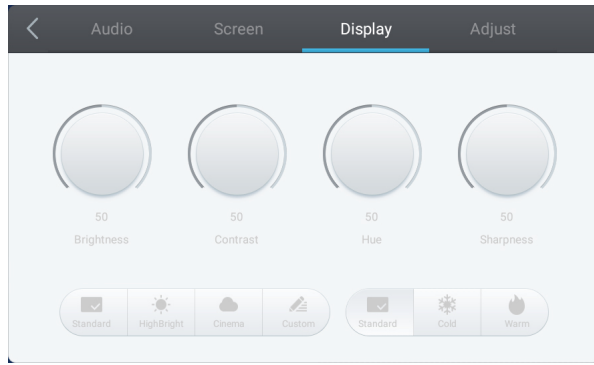 Audio Screen Display Adjust
50 50 50 50
Brightness Contrast Hue Sharpness
Standard HighBright Cinema Custom Standard Cold Warm